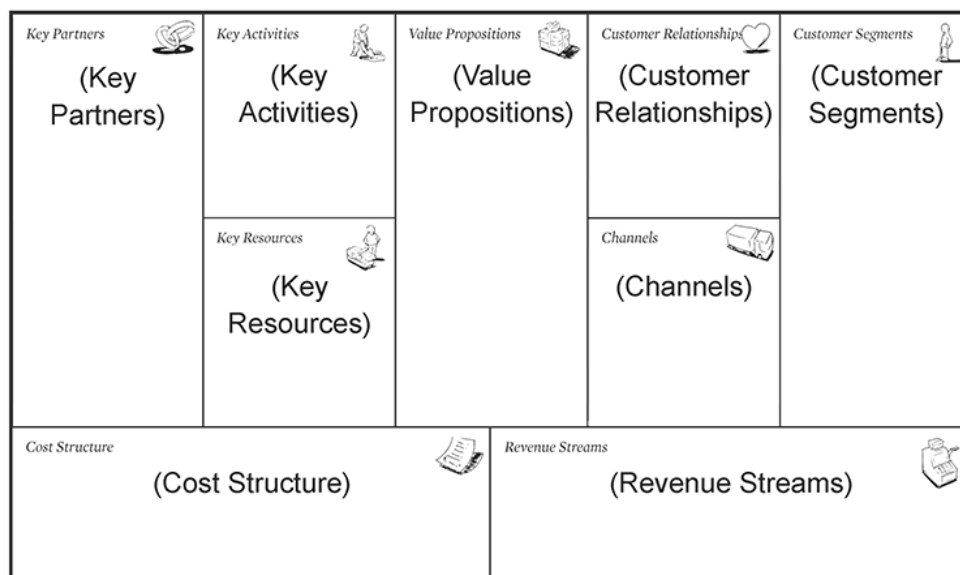 Key Partners
(Key
Partners)
Key Activities
(Key
Activities)
Key Resources
(Key
Resources)
Value Propositions
(Value
Propositions)
Customer Relationships
(Customer
Relationships)
Channels
(Channels)
Customer Segments
(Customer
Segments)
Cost Structure
(Cost Structure)
Revenue Streams
(Revenue Streams)